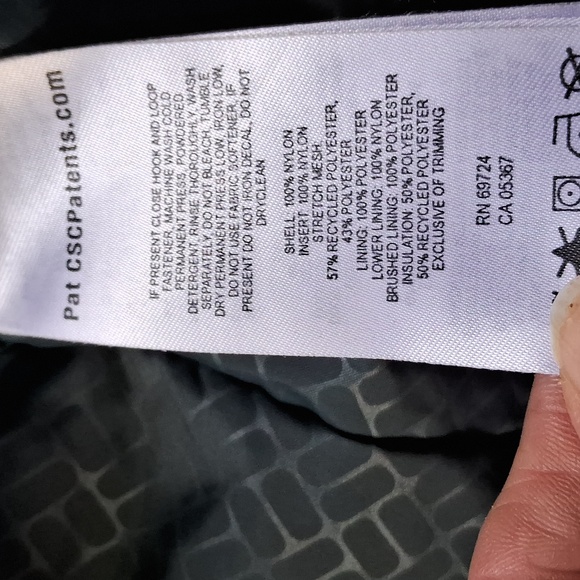 Pat CSCPatents.com
IF PRESENT CLOSE HOOK AND LOOP
FASTENER, MACHINE WASH COLD
PERMANENT PRESS, POWDERED
DETERGENT, RINSE THOROUGHLY, WASH
SEPARATELY DO NOT BLEACH, TUMBLE
DRY PERMANENT PRESS LOW, IRON LOW,
DO NOT USE FABRIC SOFTENER, IF
PRESENT DO NOT IRON DECAL, DO NOT
DRYCLEAN
SHELL: 100% NYLON
INSERT: 100% NYLON
STRETCH MESH:
57% RECYCLED POLYESTER,
43% POLYESTER
LINING: 100% POLYESTER
LOWER LINING: 100% NYLON
BRUSHED LINING: 100% POLYESTER
INSULATION: 50% POLYESTER,
50% RECYCLED POLYESTER
EXCLUSIVE OF TRIMMING
RN 69724
CA 05367